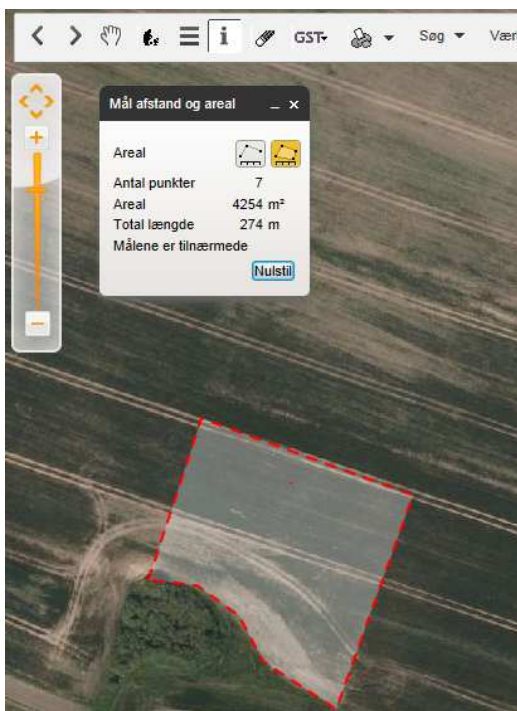 GST
Søg
Vær
Mål afstand og areal
Areal
Antal punkter 7
Areal 4254 m²
Total længde 274 m
Målene er tilnærmede
Nulstil